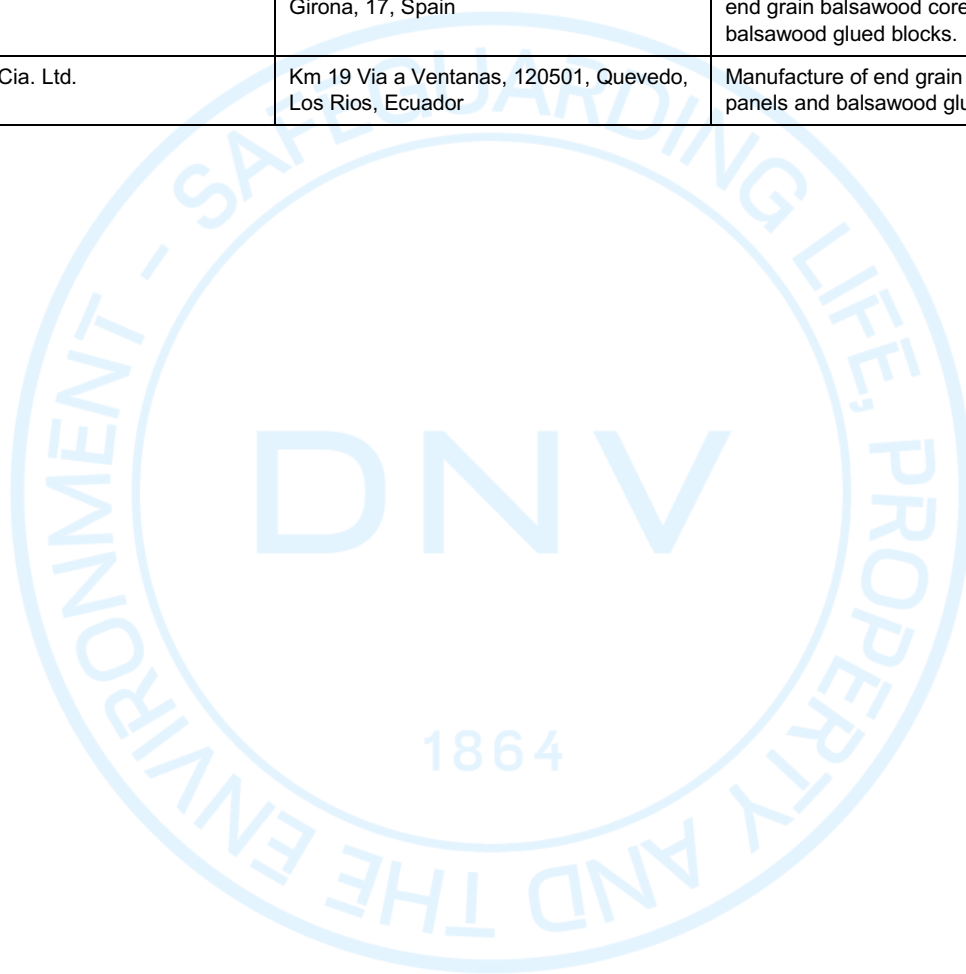 Girona, 17, Spain
end grain balsawood core
balsawood glued blocks.
Cia. Ltd.
Km 19 Via a Ventanas, 120501, Quevedo,
Los Rios, Ecuador
Manufacture of end grain
panels and balsawood glu
SAFEGUARDING LIFE, PROPERTY AND THE ENVIRONMENT -
DNV
1864